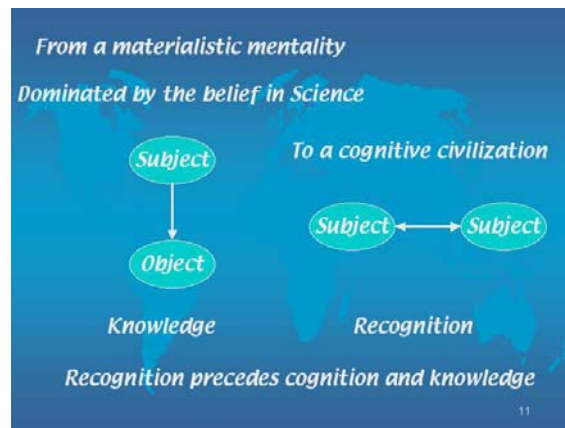 From a materialistic mentality
Dominated by the belief in Science
Subject
Object
Knowledge
To a cognitive civilization
Subject
Subject
Recognition
Recognition precedes cognition and knowledge
11